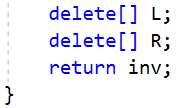 delete[] L;
delete[] R;
return inv;
}